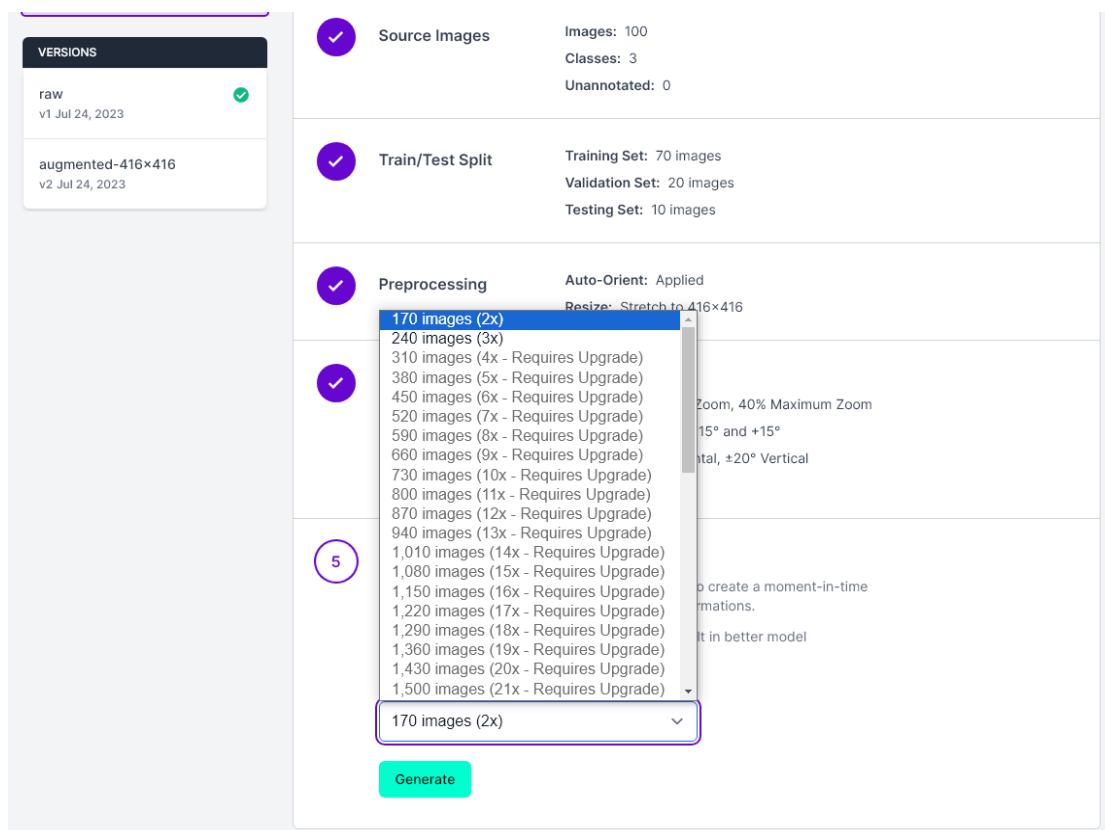 VERSIONS
raw
v1 Jul 24, 2023
augmented-416×416
v2 Jul 24, 2023
Source Images
Images: 100
Classes: 3
Unannotated: 0
Train/Test Split
Training Set: 70 images
Validation Set: 20 images
Testing Set: 10 images
Preprocessing
Auto-Orient: Applied
Resize: Stretch to 416×416
Zoom, 40% Maximum Zoom
15° and +15°
ntal, ±20° Vertical
170 images (2x)
240 images (3x)
310 images (4x - Requires Upgrade)
380 images (5x - Requires Upgrade)
450 images (6x - Requires Upgrade)
520 images (7x - Requires Upgrade)
590 images (8x - Requires Upgrade)
660 images (9x - Requires Upgrade)
730 images (10x - Requires Upgrade)
800 images (11x - Requires Upgrade)
870 images (12x - Requires Upgrade)
940 images (13x - Requires Upgrade)
1,010 images (14x - Requires Upgrade)
1,080 images (15x - Requires Upgrade)
1,150 images (16x - Requires Upgrade)
1,220 images (17x - Requires Upgrade)
1,290 images (18x - Requires Upgrade)
1,360 images (19x - Requires Upgrade)
1,430 images (20x - Requires Upgrade)
1,500 images (21x - Requires Upgrade)
5
o create a moment-in-time
rmations.
lt in better model
170 images (2x)
Generate